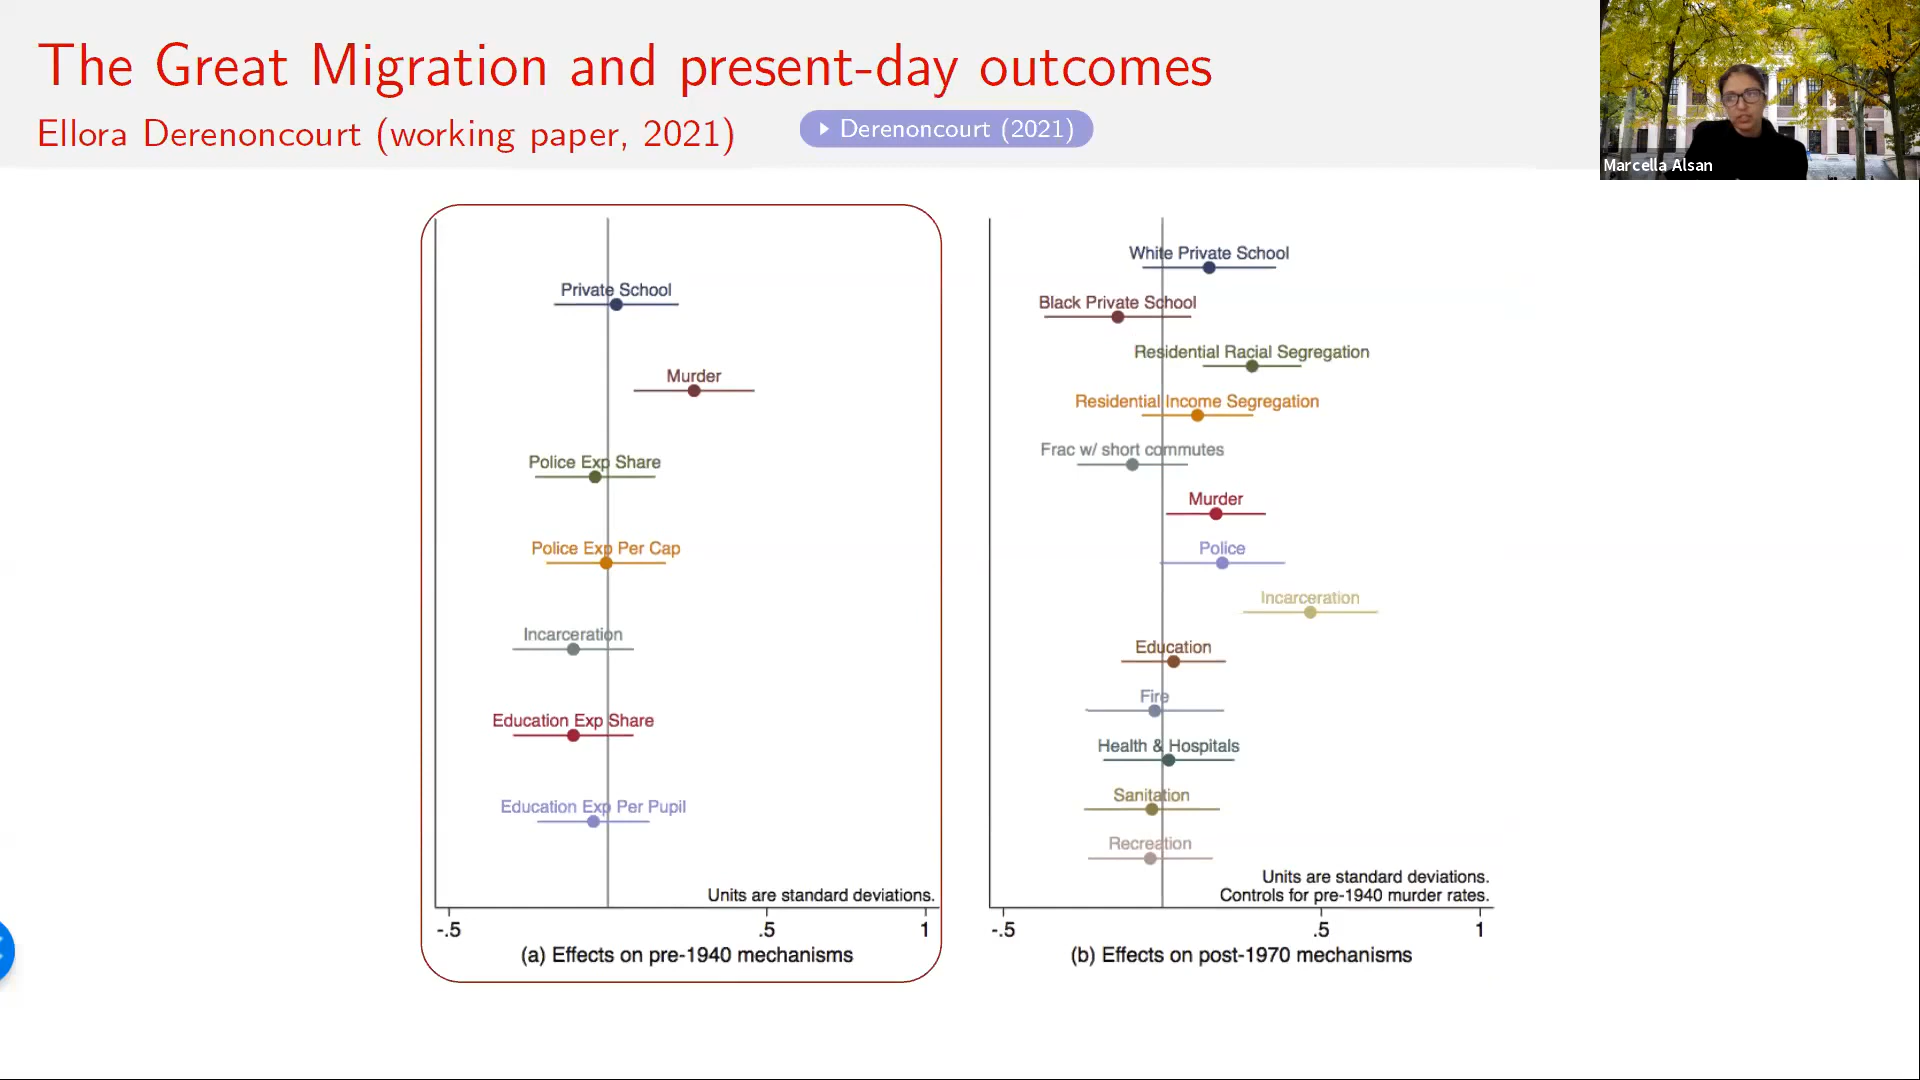 The Great Migration and present-day outcomes
Ellora Derenoncourt (working paper, 2021)
Derenoncourt (2021)
Marcella Alsan
Private School
Murder
Police Exp Share
Police Exp Per Cap
Incarceration
Education Exp Share
Education Exp Per Pupil
Units are standard deviations.
-.5 .5 1
(a) Effects on pre-1940 mechanisms
White Private School
Black Private School
Residential Racial Segregation
Residential Income Segregation
Frac w/ short commutes
Murder
Police
Incarceration
Education
Fire
Health & Hospitals
Sanitation
Recreation
Units are standard deviations.
Controls for pre-1940 murder rates.
-.5 .5 1
(b) Effects on post-1970 mechanisms